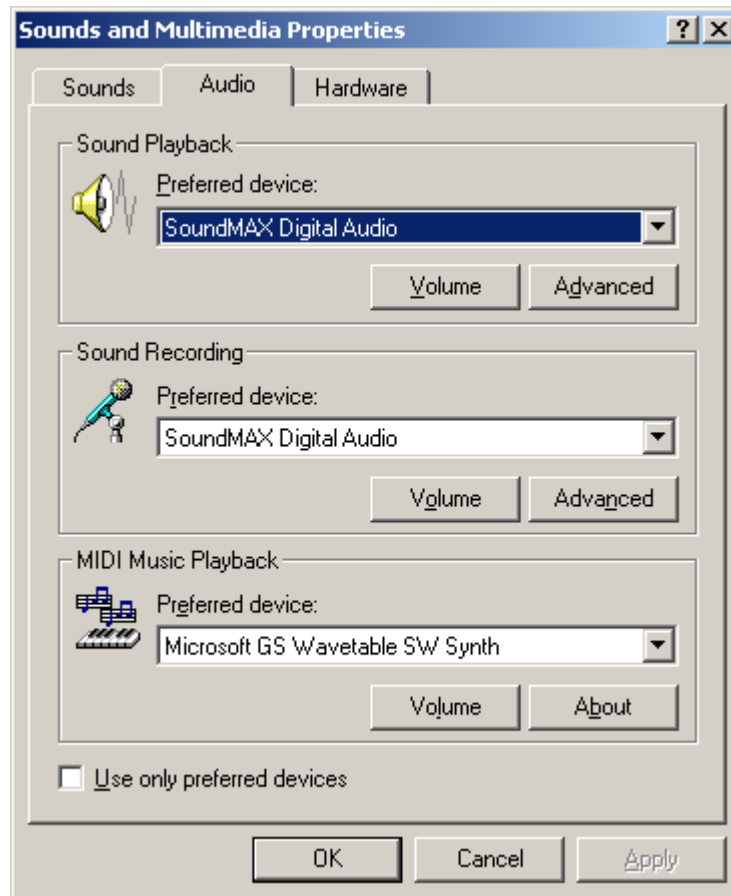 Sounds and Multimedia Properties
Sounds Audio Hardware
Sound Playback
Preferred device:
SoundMAX Digital Audio
Volume Advanced
Sound Recording
Preferred device:
SoundMAX Digital Audio
Volume Advanced
MIDI Music Playback
Preferred device:
Microsoft GS Wavetable SW Synth
Volume About
Use only preferred devices
OK Cancel Apply